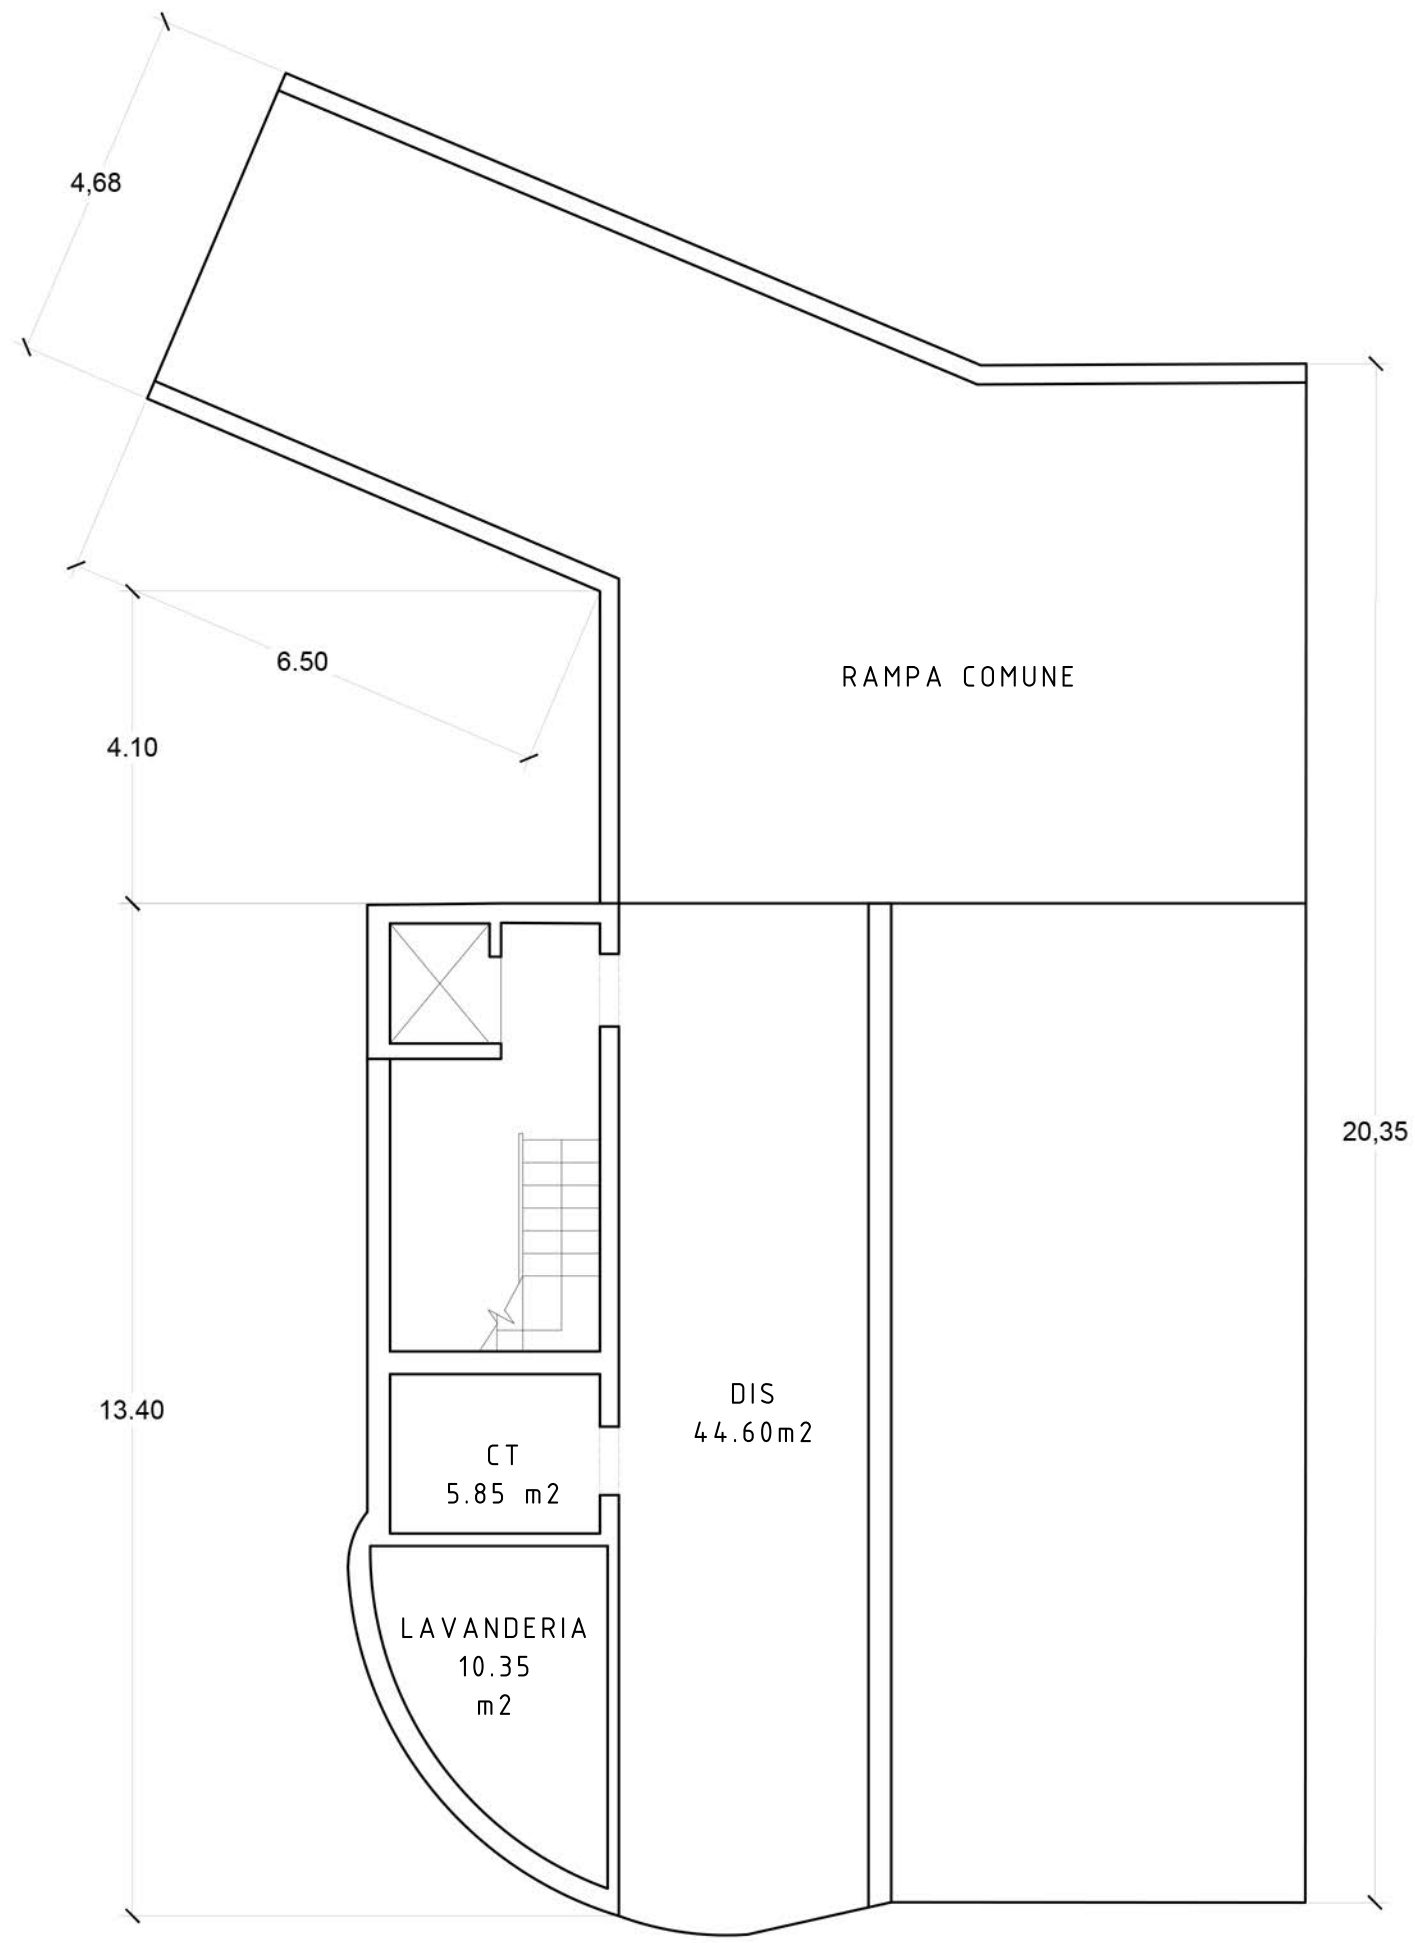 4,68
6.50
RAMPA COMUNE
4.10
20,35
DIS
44.60m2
13.40
CT
5.85 m2
LAVANDERIA
10.35
m2